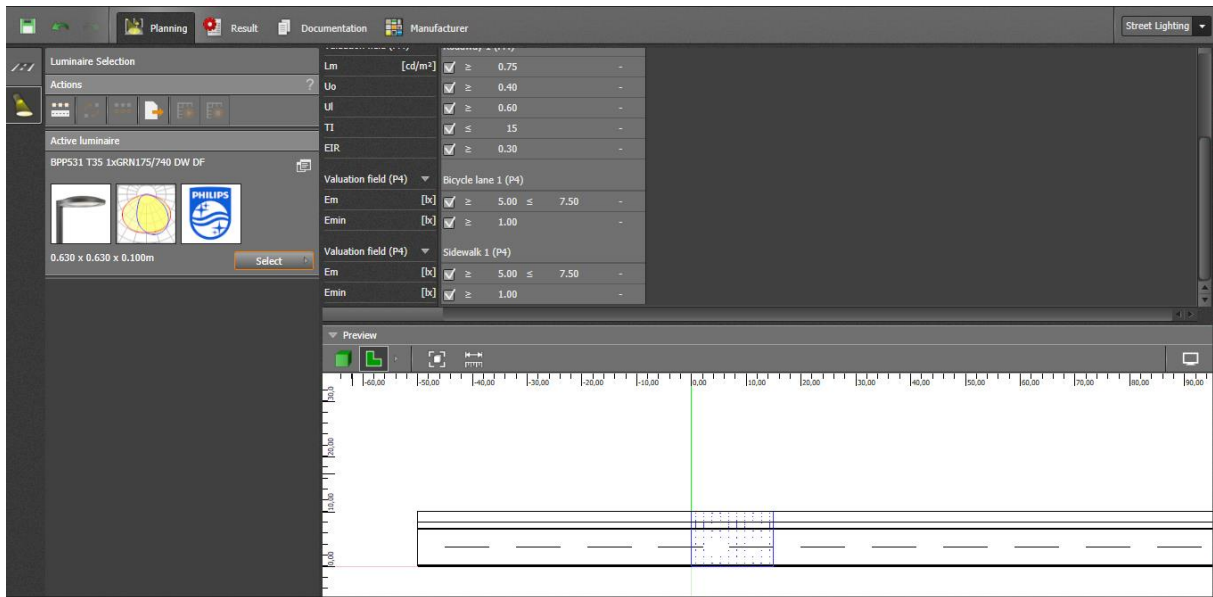 Planning Result Documentation Manufacturer Street Lighting
Luminaire Selection
Actions ?
Active luminaire
BPP531 T35 1xGRN175/740 DW DF
PHILIPS
0.630 x 0.630 x 0.100m Select
Lm [cd/m²] ≥ 0.75 -
Uo ≥ 0.40 -
Ul ≥ 0.60 -
TI ≤ 15 -
EIR ≥ 0.30 -
Valuation field (P4) Bicycle lane 1 (P4)
Em [lx] ≥ 5.00 ≤ 7.50 -
Emin [lx] ≥ 1.00 -
Valuation field (P4) Sidewalk 1 (P4)
Em [lx] ≥ 5.00 ≤ 7.50 -
Emin [lx] ≥ 1.00 -
Preview
-60,00 -50,00 -40,00 -30,00 -20,00 -10,00 0,00 10,00 20,00 30,00 40,00 50,00 60,00 70,00 80,00 90,00
30,0
20,00
10,00
0,00